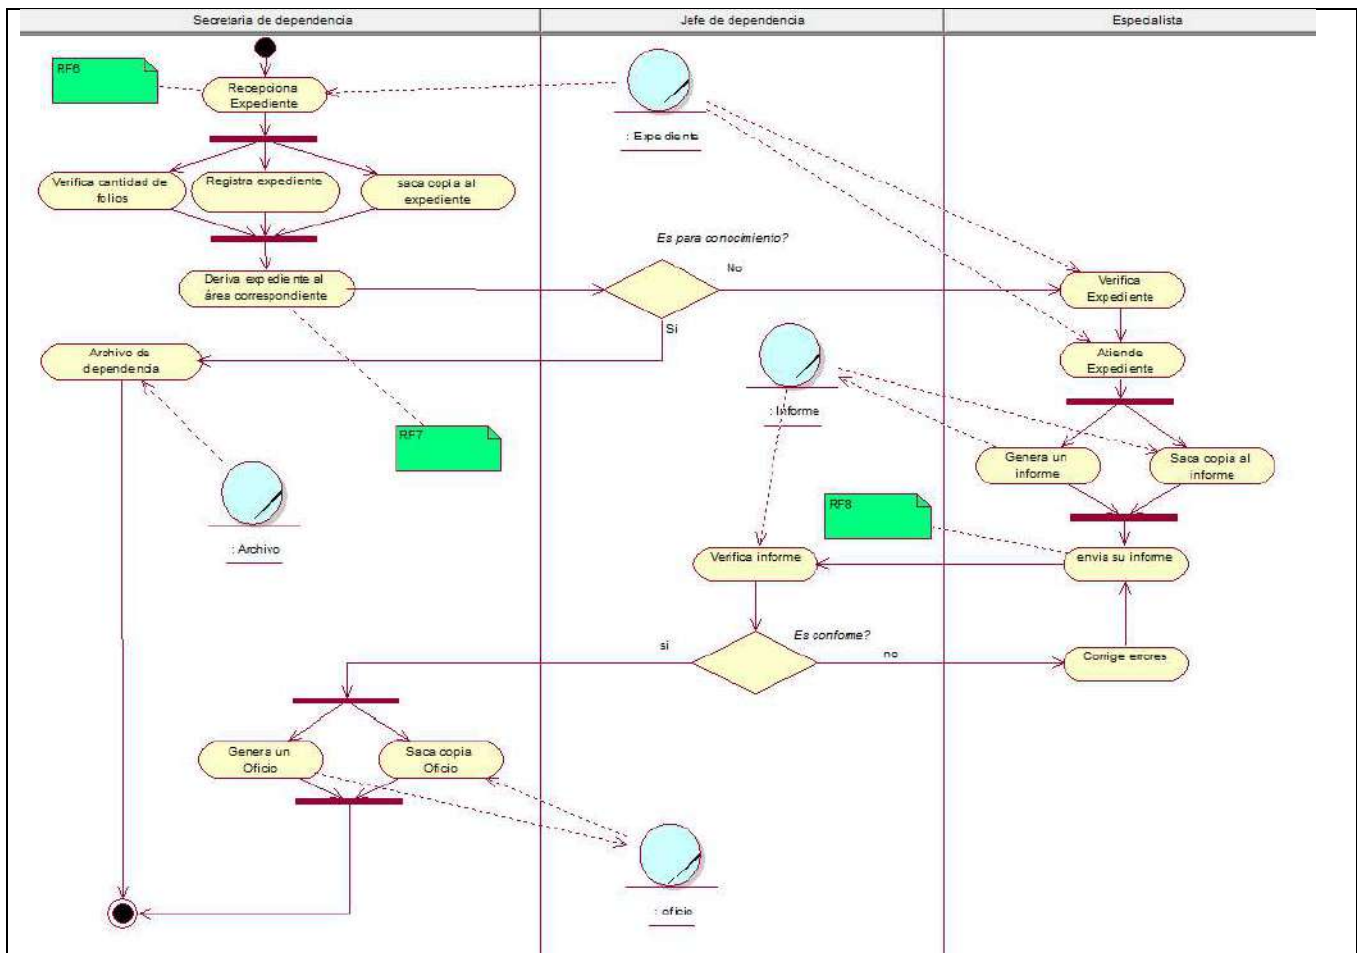 Secretaria de dependencia
Jefe de dependencia
Especialista
RF6
Recepciona
Expediente
: Expediente
Verifica cantidad de
folios
Registra expediente
saca copia al
expediente
Es para conocimiento?
No
Deriva expediente al
área correspondiente
Verifica
Expediente
Si
Archivo de
dependencia
Atiende
Expediente
: Informe
RF7
Genera un
informe
Saca copia al
informe
RF8
: Archivo
Verifica informe
envia su informe
Es conforme?
si
no
Corrige errores
Genera un
Oficio
Saca copia
Oficio
: oficio